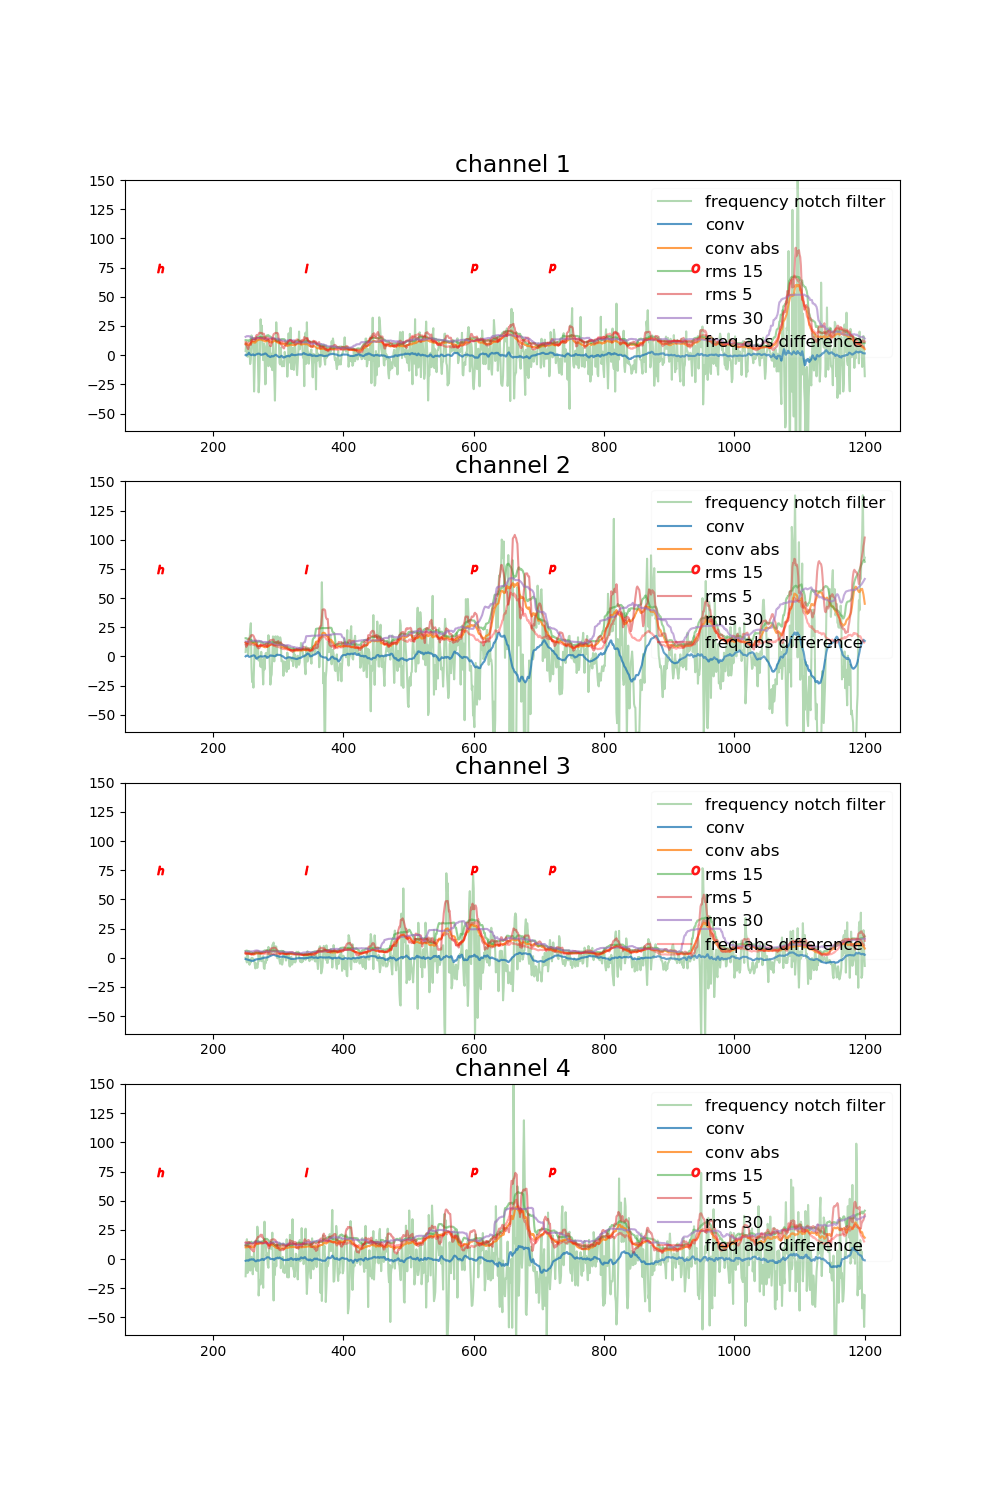 channel 1
150
125
100
75
50
25
0
−25
−50
h l p p o
frequency notch filter
conv
conv abs
rms 15
rms 5
rms 30
freq abs difference
200 400 600 800 1000 1200
channel 2
150
125
100
75
50
25
0
−25
−50
h l p p o
frequency notch filter
conv
conv abs
rms 15
rms 5
rms 30
freq abs difference
200 400 600 800 1000 1200
channel 3
150
125
100
75
50
25
0
−25
−50
h l p p o
frequency notch filter
conv
conv abs
rms 15
rms 5
rms 30
freq abs difference
200 400 600 800 1000 1200
channel 4
150
125
100
75
50
25
0
−25
−50
h l p p o
frequency notch filter
conv
conv abs
rms 15
rms 5
rms 30
freq abs difference
200 400 600 800 1000 1200